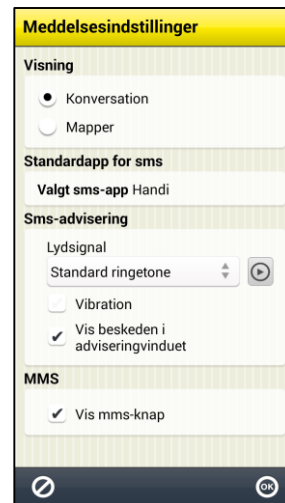 Meddelsesindstillinger
Visning
Konversation
Mapper
Standardapp for sms
Valgt sms-app Handi
Sms-advisering
Lydsignal
Standard ringetone
Vibration
Vis beskeden i
adviseringvinduet
MMS
Vis mms-knap
OK